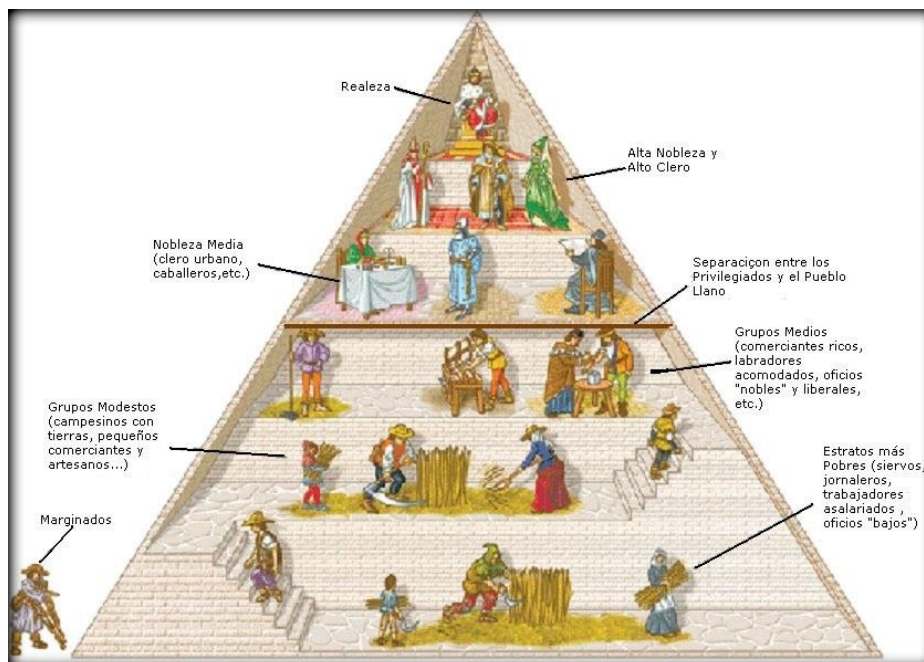 Realeza
Alta Nobleza y
Alto Clero
Nobleza Media
(clero urbano,
caballeros,etc.)
Separaciçon entre los
Privilegiados y el Pueblo
Llano
Grupos Medios
(comerciantes ricos,
labradores
acomodados, oficios
"nobles" y liberales,
etc.)
Grupos Modestos
(campesinos con
tierras, pequeños
comerciantes y
artesanos...)
Estratos más
Pobres (siervos,
jornaleros,
trabajadores
asalariados ,
oficios "bajos")
Marginados